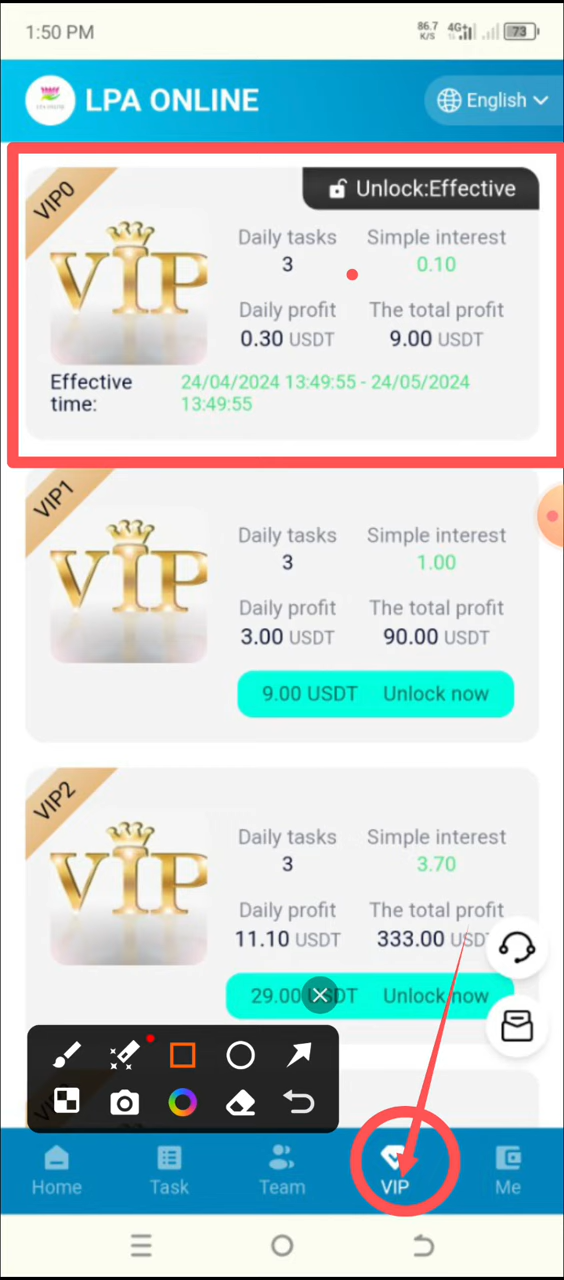 1:50 PM
86.7 K/S 4G+ 73
LPA ONLINE
English
VIP0
Unlock:Effective
Daily tasks Simple interest
3 0.10
VIP
Daily profit The total profit
0.30 USDT 9.00 USDT
Effective time: 24/04/2024 13:49:55 - 24/05/2024 13:49:55
VIP1
Daily tasks Simple interest
3 1.00
VIP
Daily profit The total profit
3.00 USDT 90.00 USDT
9.00 USDT Unlock now
VIP2
Daily tasks Simple interest
3 3.70
VIP
Daily profit The total profit
11.10 USDT 333.00 USDT
29.00 USDT Unlock now
Home Task Team VIP Me